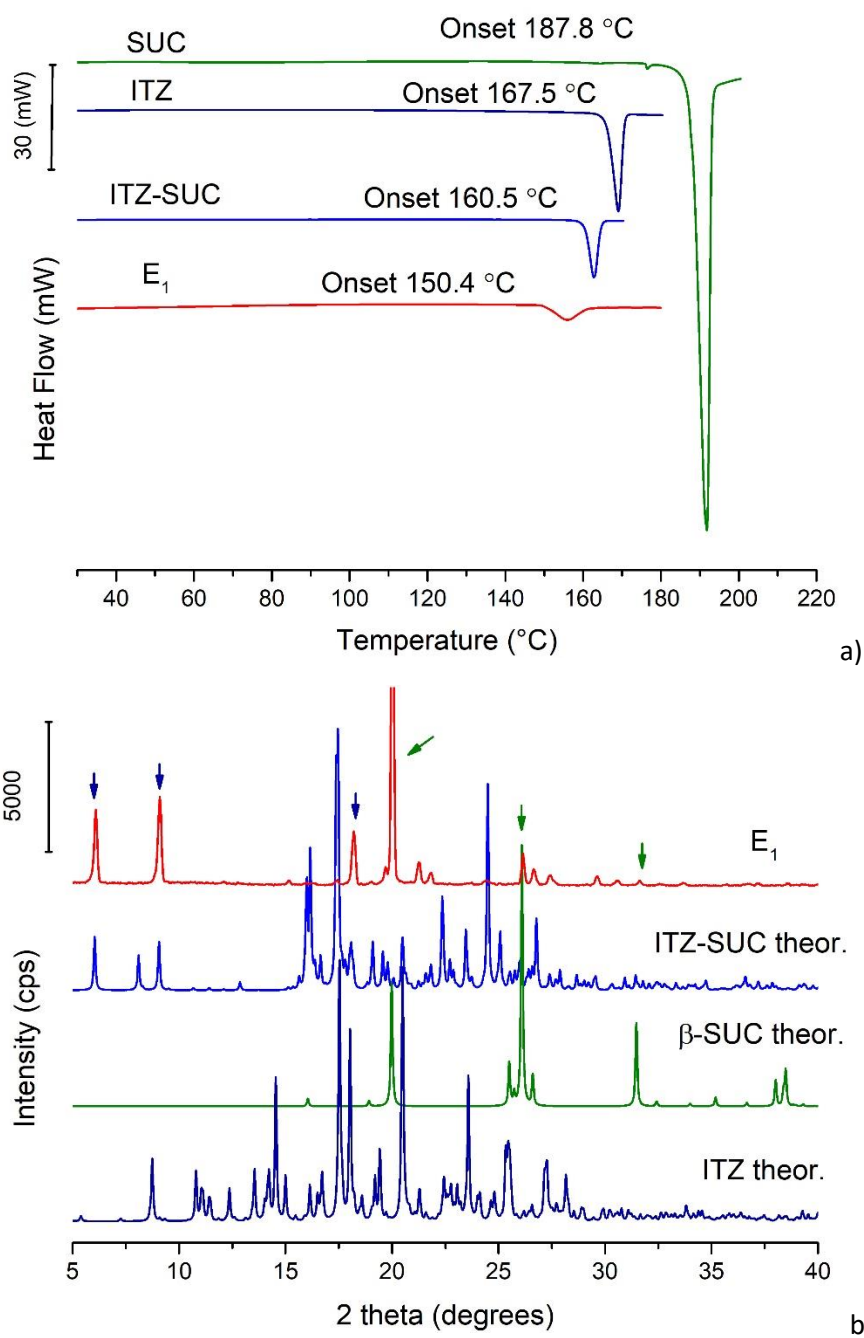 SUC
Onset 187.8 °C
ITZ
Onset 167.5 °C
30 (mW)
ITZ-SUC
Onset 160.5 °C
E₁
Onset 150.4 °C
Heat Flow (mW)
40 60 80 100 120 140 160 180 200 220
Temperature (°C)
a)
5000
E₁
ITZ-SUC theor.
β-SUC theor.
ITZ theor.
Intensity (cps)
5 10 15 20 25 30 35 40
2 theta (degrees)
b